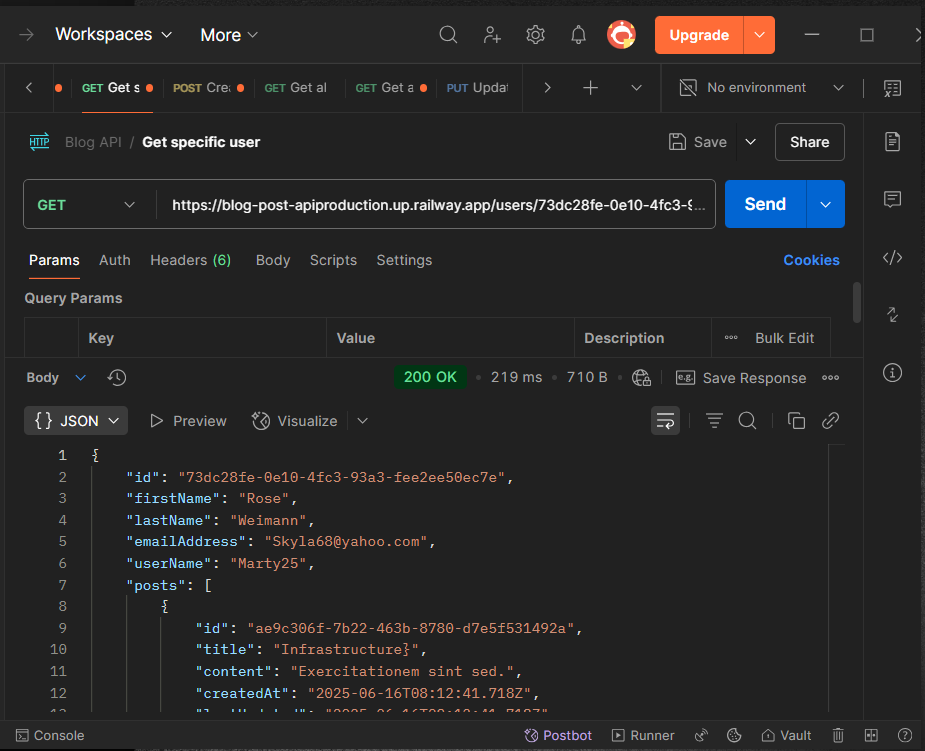 Workspaces More Upgrade
GET Get s POST Cre GET Get al GET Get a PUT Updat No environment
HTTP Blog API / Get specific user Save Share
GET https://blog-post-apiproduction.up.railway.app/users/73dc28fe-0e10-4fc3-9... Send
Params Auth Headers (6) Body Scripts Settings Cookies
Query Params
Key Value Description Bulk Edit
Body 200 OK 219 ms 710 B e.g. Save Response
{} JSON Preview Visualize
1 {
2 "id": "73dc28fe-0e10-4fc3-93a3-fee2ee50ec7e",
3 "firstName": "Rose",
4 "lastName": "Weimann",
5 "emailAddress": "Skyla68@yahoo.com",
6 "userName": "Marty25",
7 "posts": [
8 {
9 "id": "ae9c306f-7b22-463b-8780-d7e5f531492a",
10 "title": "Infrastructure}",
11 "content": "Exercitationem sint sed.",
12 "createdAt": "2025-06-16T08:12:41.718Z",
Console Postbot Runner Vault